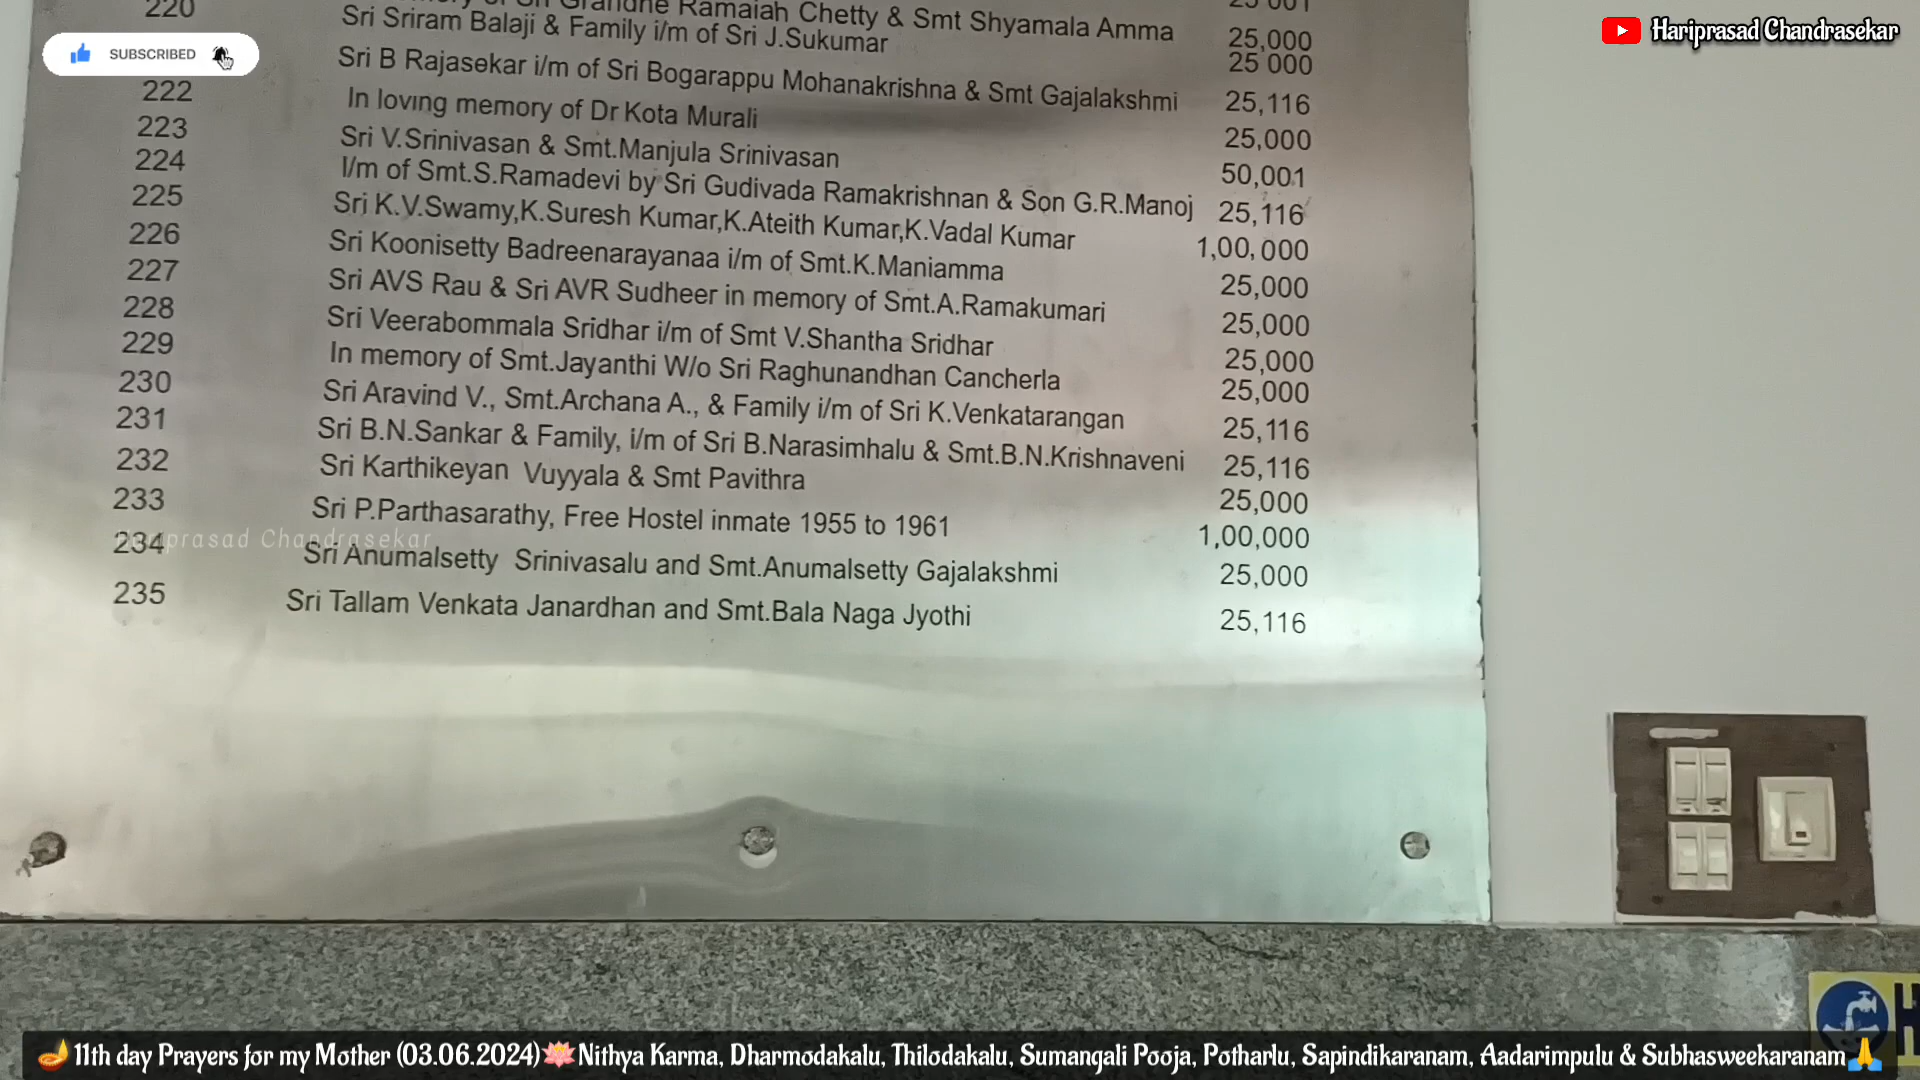 220 Sri Grandhe Ramaiah Chetty & Smt Shyamala Amma 25,000
Sri Sriram Balaji & Family i/m of Sri J.Sukumar 25 000
Sri B Rajasekar i/m of Sri Bogarappu Mohanakrishna & Smt Gajalakshmi 25,116
222 In loving memory of Dr Kota Murali 25,000
223 Sri V.Srinivasan & Smt.Manjula Srinivasan 50,001
224 I/m of Smt.S.Ramadevi by Sri Gudivada Ramakrishnan & Son G.R.Manoj 25,116
225 Sri K.V.Swamy,K.Suresh Kumar,K.Ateith Kumar,K.Vadal Kumar 1,00,000
226 Sri Koonisetty Badreenarayanaa i/m of Smt.K.Maniamma 25,000
227 Sri AVS Rau & Sri AVR Sudheer in memory of Smt.A.Ramakumari 25,000
228 Sri Veerabommala Sridhar i/m of Smt V.Shantha Sridhar 25,000
229 In memory of Smt.Jayanthi W/o Sri Raghunandhan Cancherla 25,000
230 Sri Aravind V., Smt.Archana A., & Family i/m of Sri K.Venkatarangan 25,116
231 Sri B.N.Sankar & Family, i/m of Sri B.Narasimhalu & Smt.B.N.Krishnaveni 25,116
232 Sri Karthikeyan Vuyyala & Smt Pavithra 25,000
233 Sri P.Parthasarathy, Free Hostel inmate 1955 to 1961 1,00,000
234 Sri Anumalsetty Srinivasalu and Smt.Anumalsetty Gajalakshmi 25,000
235 Sri Tallam Venkata Janardhan and Smt.Bala Naga Jyothi 25,116
SUBSCRIBED
Hariprasad Chandrasekar
Hariprasad Chandrasekar
🪔11th day Prayers for my Mother (03.06.2024)🪷Nithya Karma, Dharmodakalu, Thilodakalu, Sumangali Pooja, Potharlu, Sapindikaranam, Aadarimpulu & Subhasweekaranam🙏